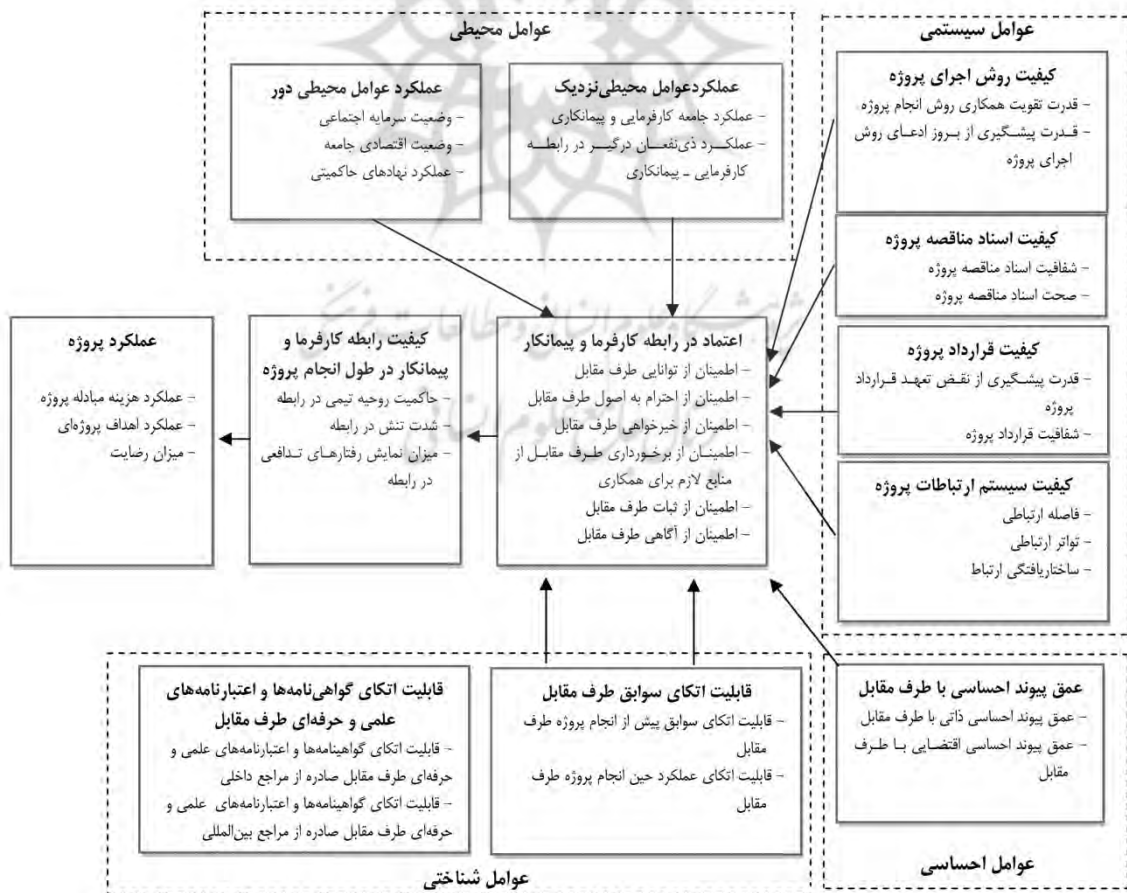 عوامل محیطی
عملکرد عوامل محیطی نزدیک
- عملکرد جامعه کارفرمایی و پیمانکاری
- عملکرد ذی‌نفعان درگیر در رابطه
کارفرمایی ـ پیمانکاری
عملکرد عوامل محیطی دور
- وضعیت سرمایه اجتماعی
- وضعیت اقتصادی جامعه
- عملکرد نهادهای حاکمیتی
عوامل سیستمی
کیفیت روش اجرای پروژه
- قدرت تقویت همکاری روش انجام پروژه
- قدرت پیشگیری از بروز ادعای روش
اجرای پروژه
کیفیت اسناد مناقصه پروژه
- شفافیت اسناد مناقصه پروژه
- صحت اسناد مناقصه پروژه
کیفیت قرارداد پروژه
- قدرت پیشگیری از نقض تعهد قرارداد
پروژه
- شفافیت قرارداد پروژه
کیفیت سیستم ارتباطات پروژه
- فاصله ارتباطی
- تواتر ارتباطی
- ساختاریافتگی ارتباط
پژوهشگاه علوم انسانی و مطالعات فرهنگی
پرتال جامع علوم انسانی
اعتماد در رابطه کارفرما و پیمانکار
- اطمینان از توانایی طرف مقابل
- اطمینان از احترام به اصول طرف مقابل
- اطمینان از خیرخواهی طرف مقابل
- اطمینان از برخورداری طرف مقابل از
منابع لازم برای همکاری
- اطمینان از ثبات طرف مقابل
- اطمینان از آگاهی طرف مقابل
کیفیت رابطه کارفرما و
پیمانکار در طول انجام پروژه
- حاکمیت روحیه تیمی در رابطه
- شدت تنش در رابطه
- میزان نمایش رفتارهای تدافعی
در رابطه
عملکرد پروژه
- عملکرد هزینه مبادله پروژه
- عملکرد اهداف پروژه‌ای
- میزان رضایت
عمق پیوند احساسی با طرف مقابل
- عمق پیوند احساسی ذاتی با طرف مقابل
- عمق پیوند احساسی اقتضایی با طرف
مقابل
عوامل احساسی
قابلیت اتکای سوابق طرف مقابل
- قابلیت اتکای سوابق پیش از انجام پروژه طرف
مقابل
- قابلیت اتکای عملکرد حین انجام پروژه طرف
مقابل
قابلیت اتکای گواهی‌نامه‌ها و اعتبارنامه‌های
علمی و حرفه‌ای طرف مقابل
- قابلیت اتکای گواهینامه‌ها و اعتبارنامه‌های علمی و
حرفه‌ای طرف مقابل صادره از مراجع داخلی
- قابلیت اتکای گواهینامه‌ها و اعتبارنامه‌های علمی و
حرفه‌ای طرف مقابل صادره از مراجع بین‌المللی
عوامل شناختی